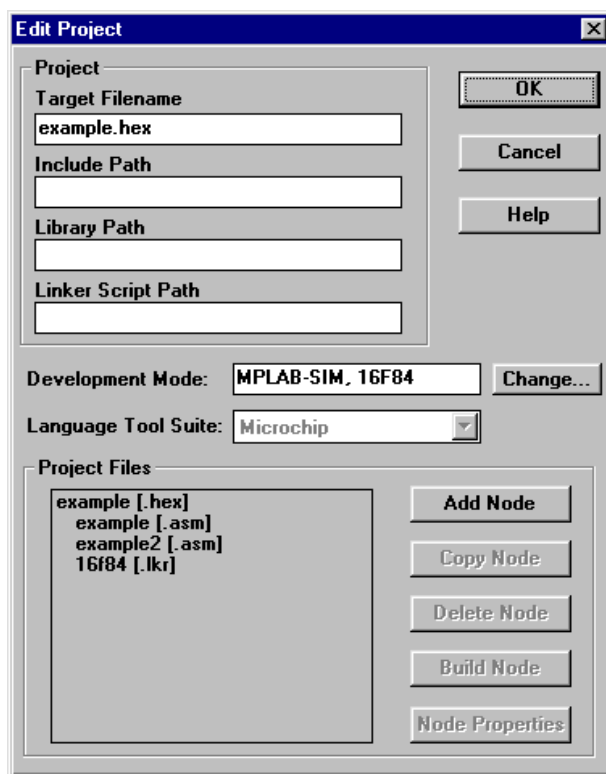 Edit Project
Project
Target Filename
example.hex
Include Path
Library Path
Linker Script Path
OK
Cancel
Help
Development Mode: MPLAB-SIM, 16F84 Change...
Language Tool Suite: Microchip
Project Files
example [.hex]
example [.asm]
example2 [.asm]
16f84 [.lkr]
Add Node
Copy Node
Delete Node
Build Node
Node Properties